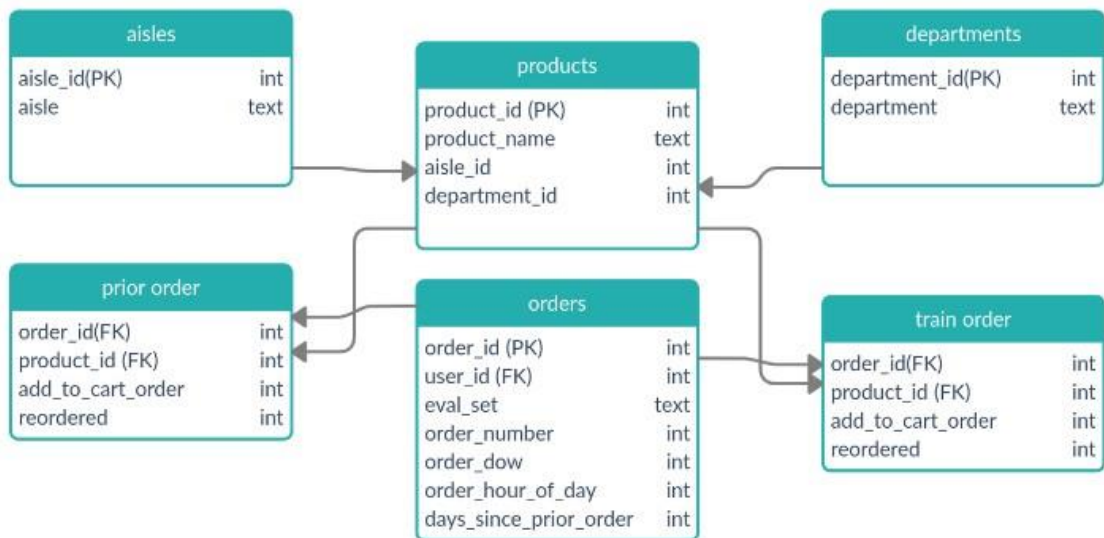 aisles
aisle_id(PK) int
aisle text
products
product_id (PK) int
product_name text
aisle_id int
department_id int
departments
department_id(PK) int
department text
prior order
order_id(FK) int
product_id (FK) int
add_to_cart_order int
reordered int
orders
order_id (PK) int
user_id (FK) int
eval_set text
order_number int
order_dow int
order_hour_of_day int
days_since_prior_order int
train order
order_id(FK) int
product_id (FK) int
add_to_cart_order int
reordered int